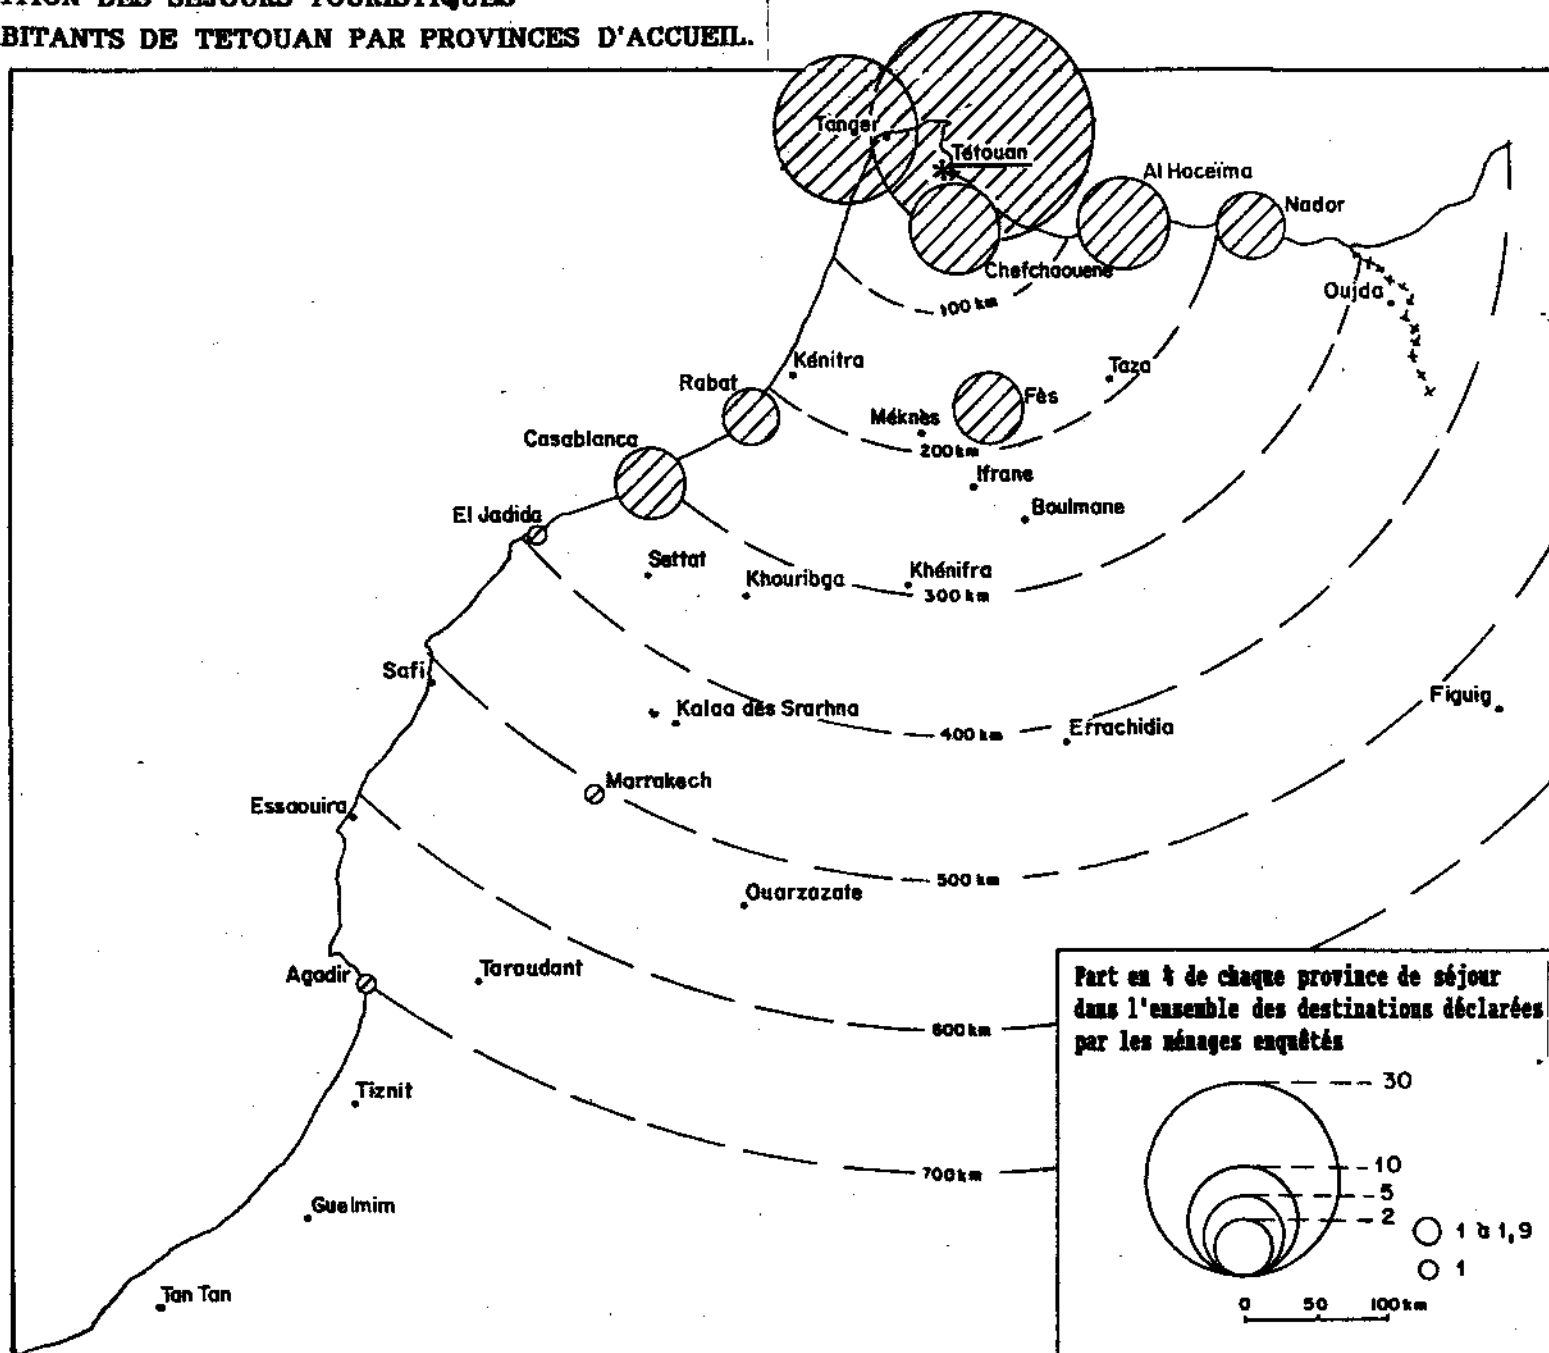 DES SEJOURS TOURISTIQUES
BITANTS DE TETOUAN PAR PROVINCES D'ACCUEIL.
Tanger
Tétouan
Al Hoceïma
Nador
Chefchaouene
100 km
Oujda
Kénitra
Taza
Rabat
Fès
Méknès
Casablanca
200 km
Ifrane
El Jadida
Boulmane
Settat
Khouribga
Khénifra
300 km
Safi
Kalaa des Srarhna
Figuig
400 km
Errachidia
Marrakech
Essaouira
500 km
Ouarzazate
Agadir
Taroudant
600 km
Tiznit
700 km
Guelmim
Tan Tan
Part en % de chaque province de séjour
dans l'ensemble des destinations déclarées
par les ménages enquêtés
30
10
5
2
1 à 1,9
1
0 50 100 km